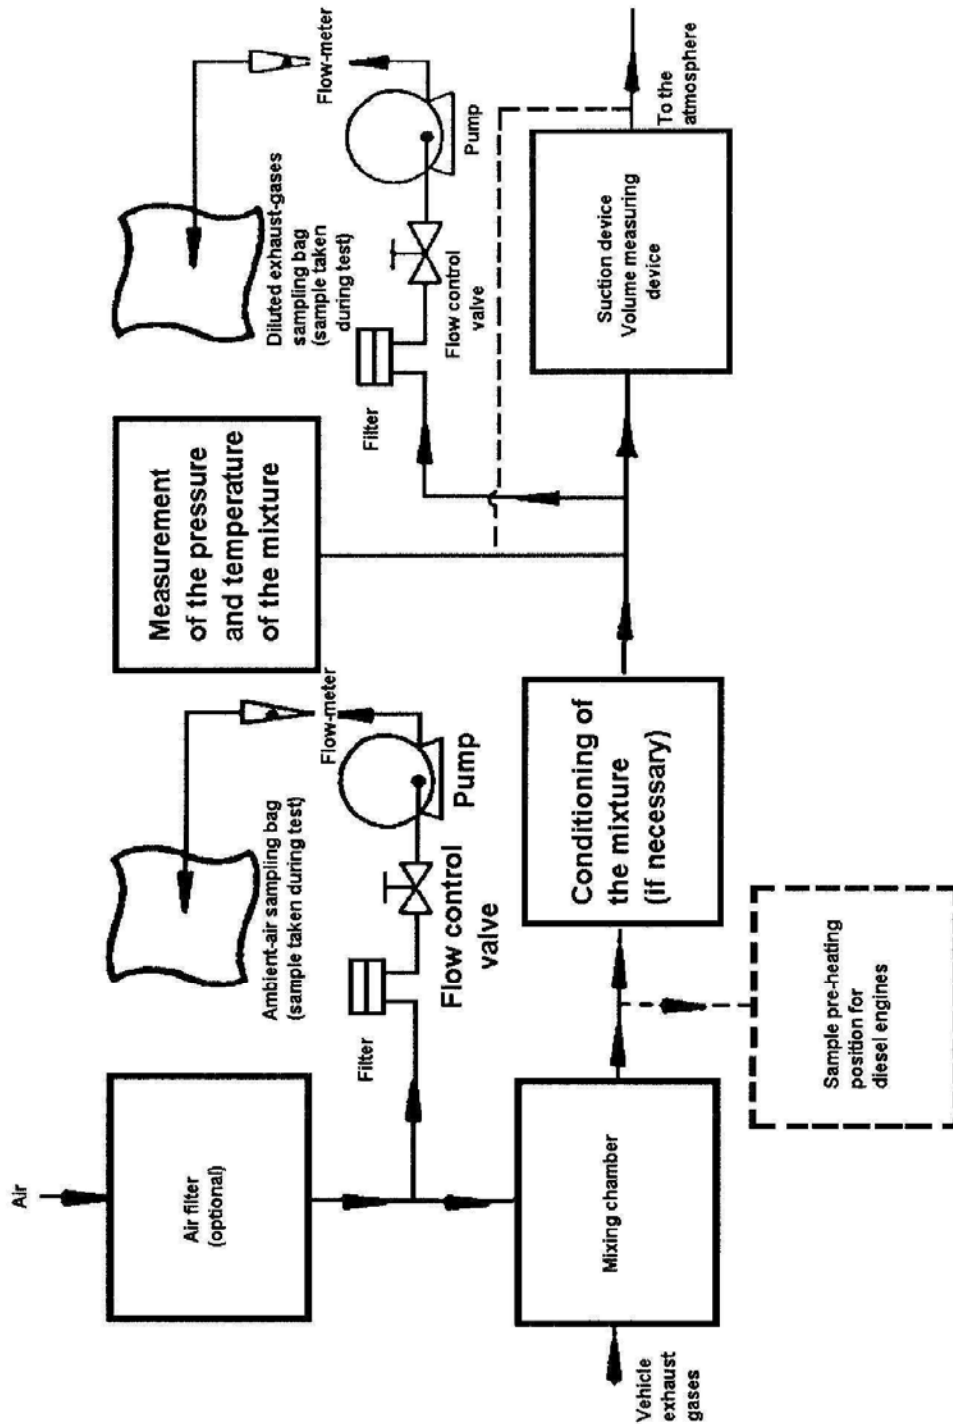 Air
Air filter
(optional)
Ambient-air sampling bag
(sample taken during test)
Flow-meter
Filter
Flow control
valve
Pump
Measurement
of the pressure
and temperature
of the mixture
Diluted exhaust-gases
sampling bag
(sample taken
during test)
Flow-meter
Filter
Flow control
valve
Pump
Vehicle
exhaust
gases
Mixing chamber
Conditioning of
the mixture
(if necessary)
Suction device
Volume measuring
device
To the
atmosphere
Sample pre-heating
position for
diesel engines